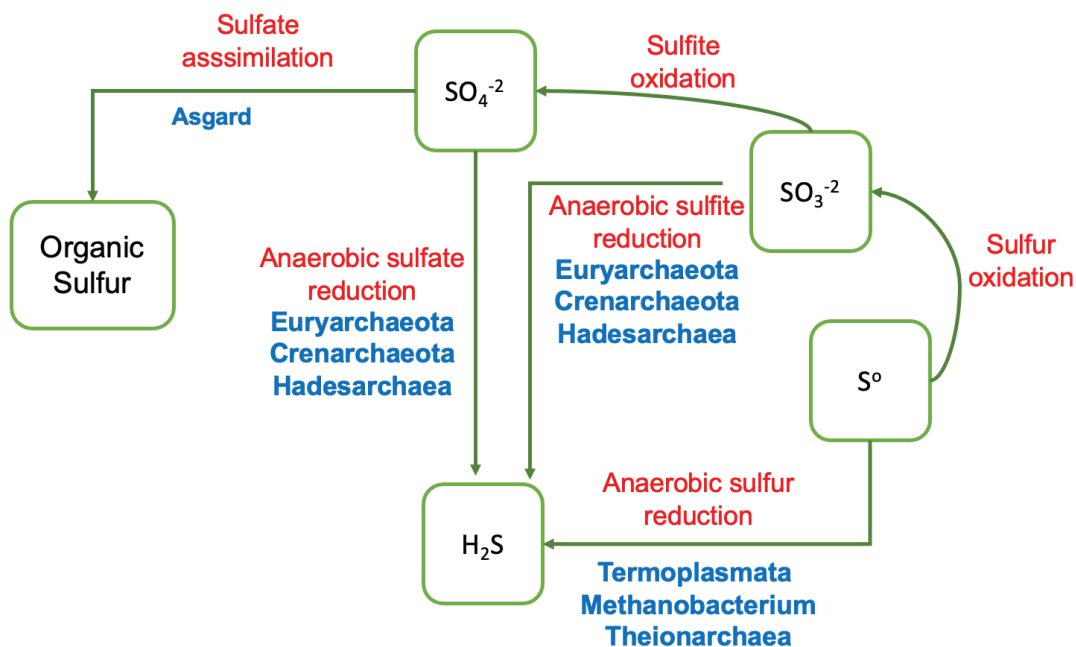 Sulfate
asssimilation
Asgard
SO₄⁻²
Sulfite
oxidation
SO₃⁻²
Organic
Sulfur
Anaerobic sulfate
reduction
Euryarchaeota
Crenarchaeota
Hadesarchaea
Anaerobic sulfite
reduction
Euryarchaeota
Crenarchaeota
Hadesarchaea
Sulfur
oxidation
Sᵒ
Anaerobic sulfur
reduction
H₂S
Termoplasmata
Methanobacterium
Theionarchaea